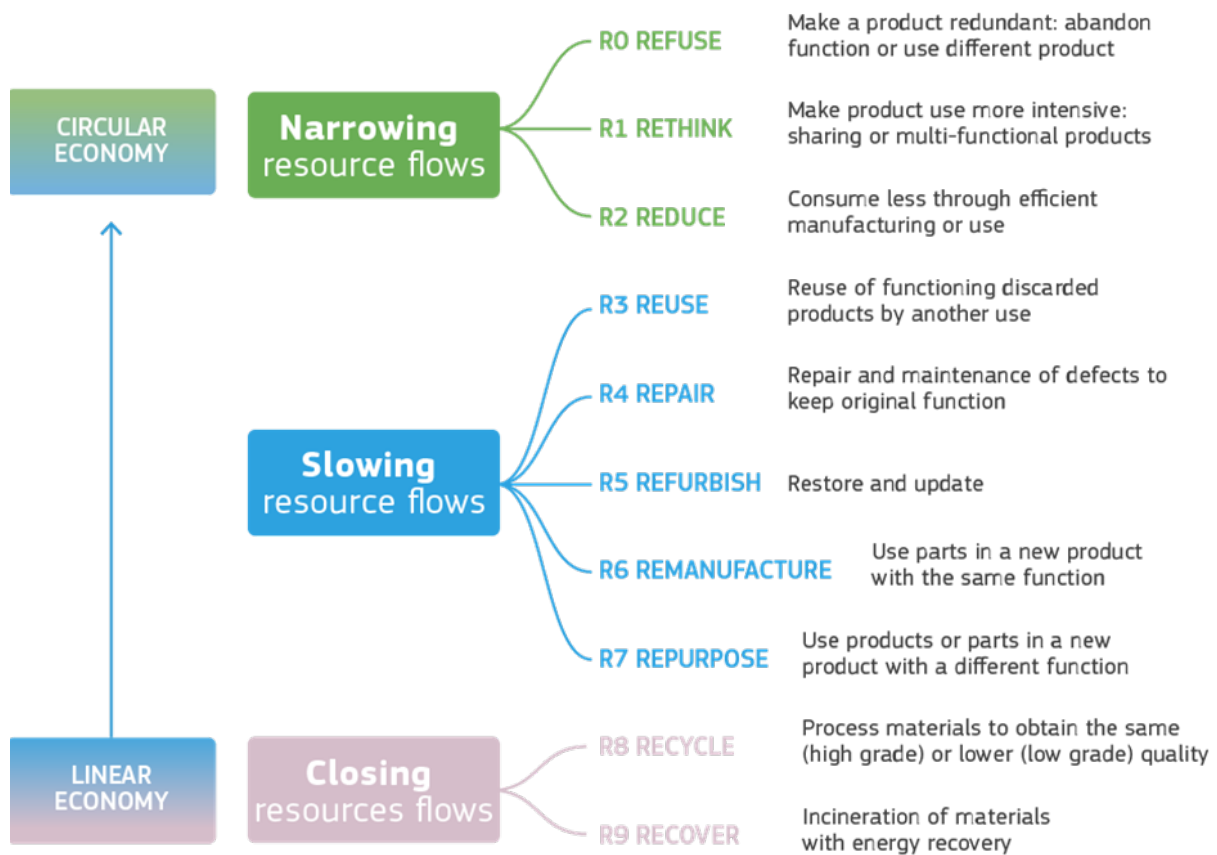 CIRCULAR
ECONOMY
Narrowing
resource flows
R0 REFUSE
Make a product redundant: abandon
function or use different product
R1 RETHINK
Make product use more intensive:
sharing or multi-functional products
R2 REDUCE
Consume less through efficient
manufacturing or use
Slowing
resource flows
R3 REUSE
Reuse of functioning discarded
products by another use
R4 REPAIR
Repair and maintenance of defects to
keep original function
R5 REFURBISH
Restore and update
R6 REMANUFACTURE
Use parts in a new product
with the same function
R7 REPURPOSE
Use products or parts in a new
product with a different function
LINEAR
ECONOMY
Closing
resources flows
R8 RECYCLE
Process materials to obtain the same
(high grade) or lower (low grade) quality
R9 RECOVER
Incineration of materials
with energy recovery